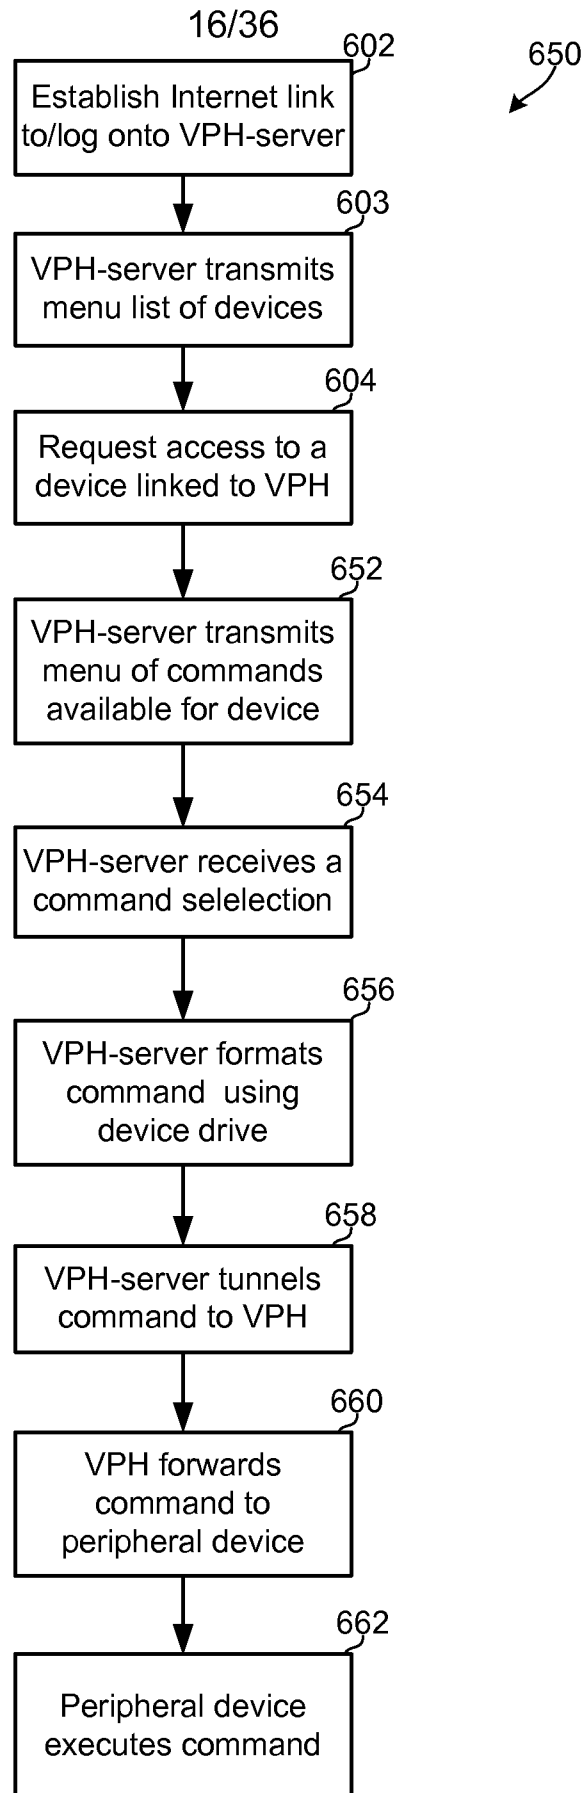 16/36
602
650
Establish Internet link
to/log onto VPH-server
603
VPH-server transmits
menu list of devices
604
Request access to a
device linked to VPH
652
VPH-server transmits
menu of commands
available for device
654
VPH-server receives a
command selelection
656
VPH-server formats
command  using
device drive
658
VPH-server tunnels
command to VPH
660
VPH forwards
command to
peripheral device
662
Peripheral device
executes command